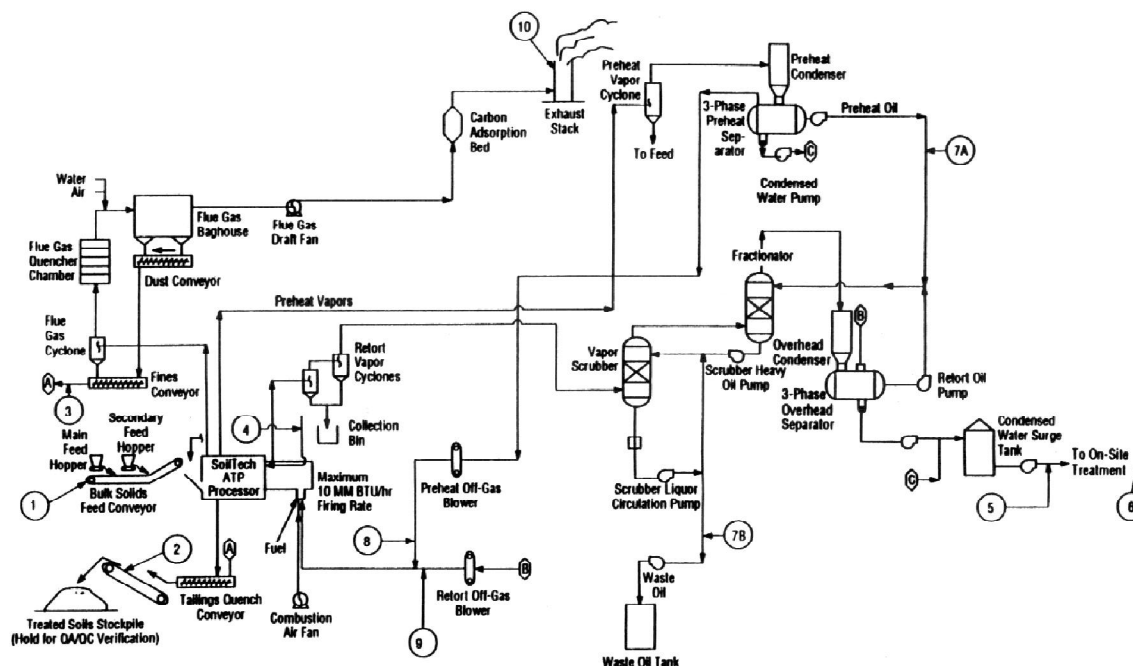 10
Exhaust
Stack
Preheat
Vapor
Cyclone
To Feed
Preheat
Condenser
3-Phase
Preheat
Sep-
arator
Preheat Oil
C
Condensed
Water Pump
7A
Carbon
Adsorption
Bed
Water
Air
Flue Gas
Baghouse
Flue Gas
Draft Fan
Flue Gas
Quencher
Chamber
Dust Conveyor
Flue
Gas
Cyclone
Fines
Conveyor
A
3
Preheat Vapors
Retort
Vapor
Cyclones
Collection
Bin
4
Fractionator
Vapor
Scrubber
Scrubber Heavy
Oil Pump
B
Overhead
Condenser
3-Phase
Overhead
Separator
Retort Oil
Pump
Condensed
Water Surge
Tank
To On-Site
Treatment
C
5
6
Secondary
Feed
Hopper
Main
Feed
Hopper
Bulk Solids
Feed Conveyor
1
SoilTech
ATP
Processor
Maximum
10 MM BTU/hr
Firing Rate
Fuel
Preheat Off-Gas
Blower
8
Scrubber Liquor
Circulation Pump
7B
Waste
Oil
Waste Oil Tank
2
A
Tailings Quench
Conveyor
Treated Soils Stockpile
(Hold for QA/QC Verification)
Combustion
Air Fan
Retort Off-Gas
Blower
B
9